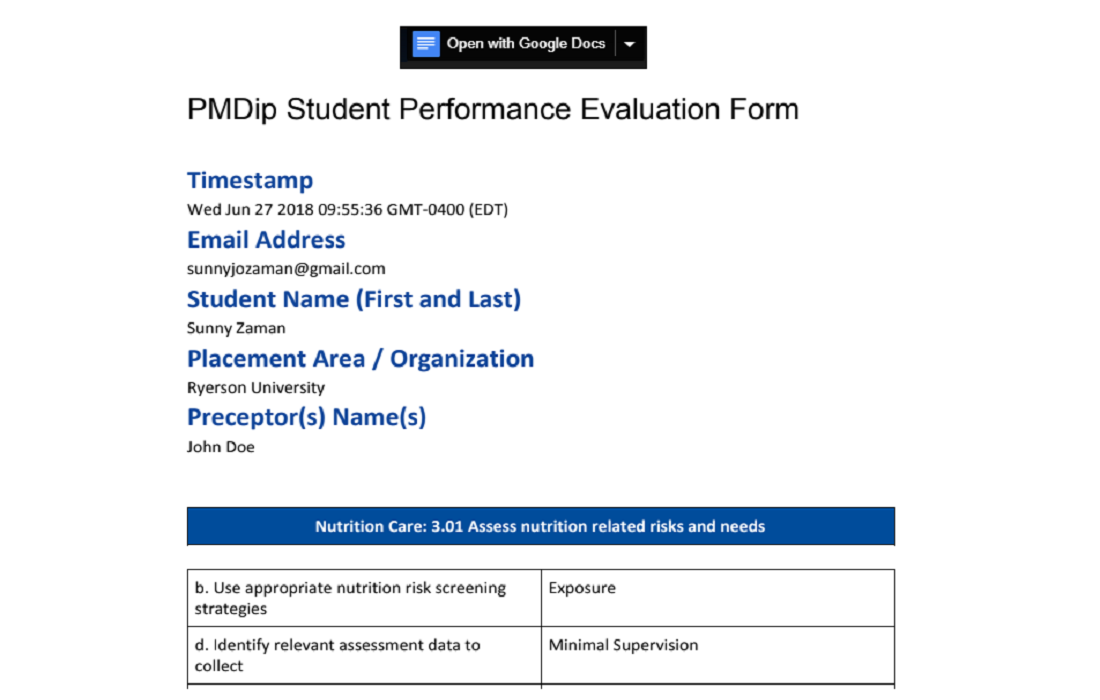 Open with Google Docs
PMDip Student Performance Evaluation Form
Timestamp
Wed Jun 27 2018 09:55:36 GMT-0400 (EDT)
Email Address
sunnyjozaman@gmail.com
Student Name (First and Last)
Sunny Zaman
Placement Area / Organization
Ryerson University
Preceptor(s) Name(s)
John Doe
Nutrition Care: 3.01 Assess nutrition related risks and needs
b. Use appropriate nutrition risk screening
strategies
Exposure
d. Identify relevant assessment data to
collect
Minimal Supervision